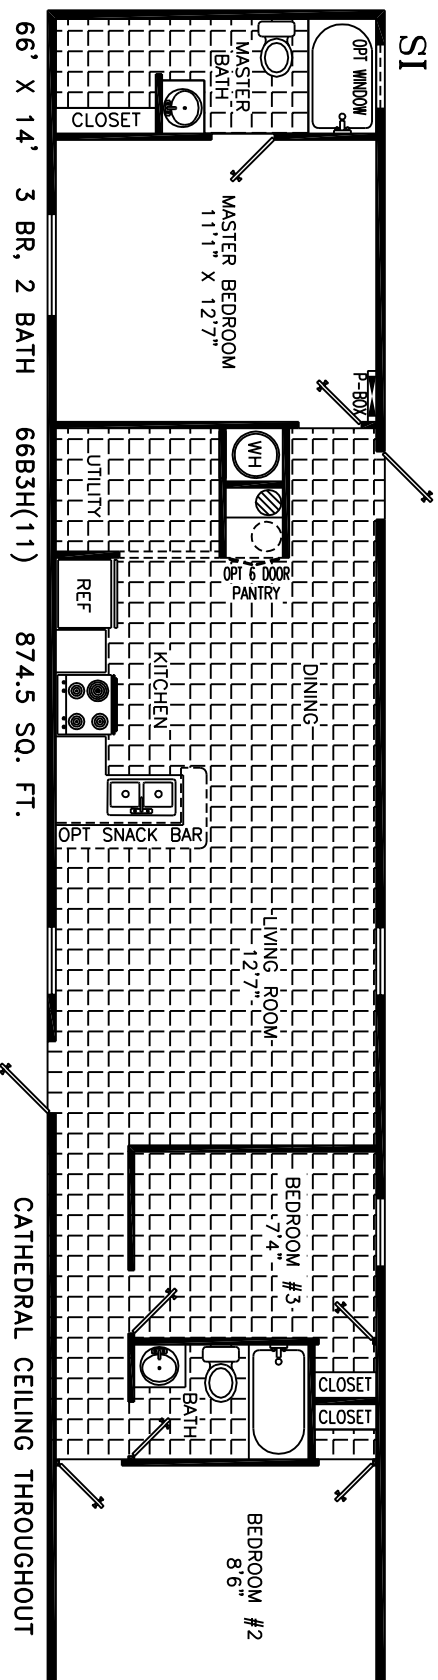 SI
OPT WINDOW
MASTER
BATH
CLOSET
MASTER BEDROOM
11'1" X 12'7"
P-BOX
WH
UTILITY
OPT 6 DOOR
PANTRY
REF
DINING
KITCHEN
OPT SNACK BAR
LIVING ROOM
12'7"
BEDROOM #3
7'4"
CLOSET
CLOSET
BATH
BEDROOM #2
8'6"
66' X 14' 3 BR, 2 BATH 66B3H(11) 874.5 SQ. FT. CATHEDRAL CEILING THROUGHOUT